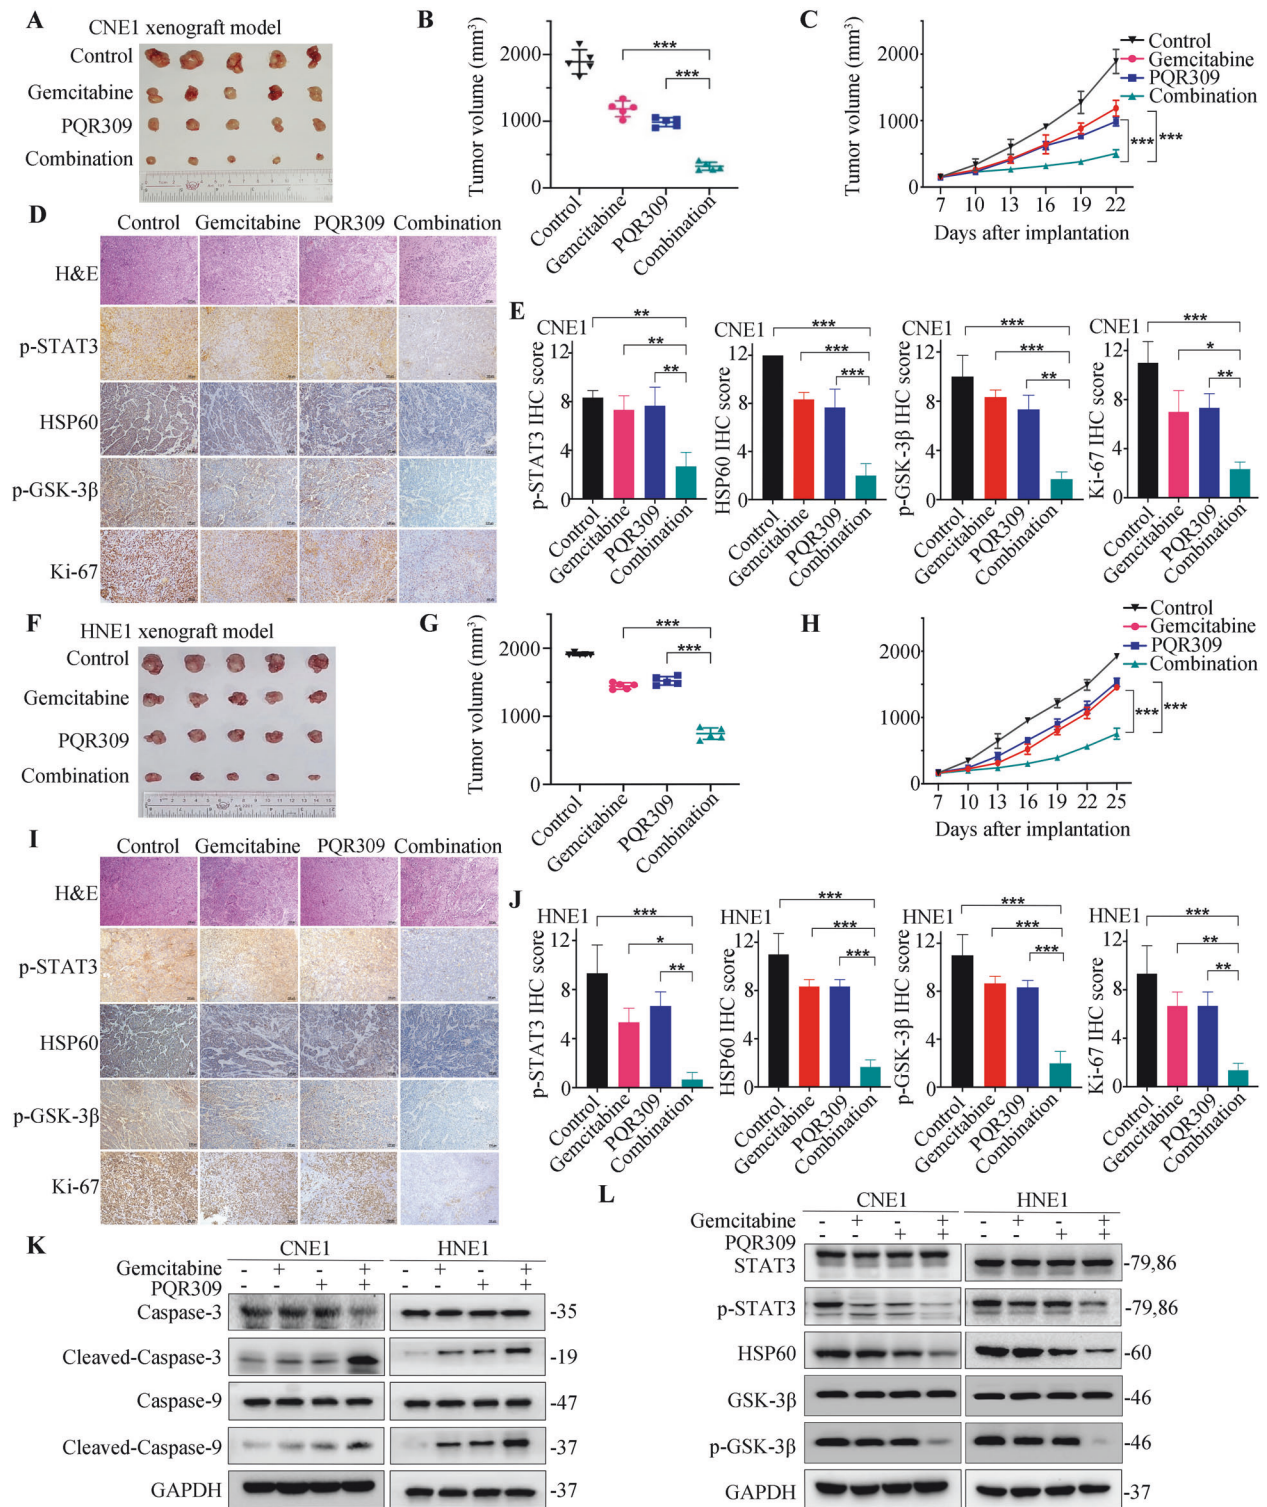 A
CNE1 xenograft model
Control
Gemcitabine
PQR309
Combination
B
Tumor volume (mm³)
2000
1000
0
***
***
Control
Gemcitabine
PQR309
Combination
C
Tumor volume (mm³)
2000
1000
0
7 10 13 16 19 22
Days after implantation
Control
Gemcitabine
PQR309
Combination
***
***
D
Control Gemcitabine PQR309 Combination
H&E
p-STAT3
HSP60
p-GSK-3β
Ki-67
E
CNE1
p-STAT3 IHC score
12
8
4
0
**
**
**
Control
Gemcitabine
PQR309
Combination
CNE1
HSP60 IHC score
12
8
4
0
***
***
***
Control
Gemcitabine
PQR309
Combination
CNE1
p-GSK-3β IHC score
12
8
4
0
***
***
**
Control
Gemcitabine
PQR309
Combination
CNE1
Ki-67 IHC score
12
8
4
0
***
*
**
Control
Gemcitabine
PQR309
Combination
F
HNE1 xenograft model
Control
Gemcitabine
PQR309
Combination
G
Tumor volume (mm³)
2000
1000
0
***
***
Control
Gemcitabine
PQR309
Combination
H
Tumor volume (mm³)
2000
1000
0
7 10 13 16 19 22 25
Days after implantation
Control
Gemcitabine
PQR309
Combination
***
***
I
Control Gemcitabine PQR309 Combination
H&E
p-STAT3
HSP60
p-GSK-3β
Ki-67
J
HNE1
p-STAT3 IHC score
12
8
4
0
***
*
**
Control
Gemcitabine
PQR309
Combination
HNE1
HSP60 IHC score
12
8
4
0
***
***
***
Control
Gemcitabine
PQR309
Combination
HNE1
p-GSK-3β IHC score
12
8
4
0
***
***
***
Control
Gemcitabine
PQR309
Combination
HNE1
Ki-67 IHC score
12
8
4
0
***
**
**
Control
Gemcitabine
PQR309
Combination
K
CNE1 HNE1
Gemcitabine - + - + - + - +
PQR309 - - + + - - + +
Caspase-3 -35
Cleaved-Caspase-3 -19
Caspase-9 -47
Cleaved-Caspase-9 -37
GAPDH -37
L
CNE1 HNE1
Gemcitabine - + - + - + - +
PQR309 - - + + - - + +
STAT3 -79,86
p-STAT3 -79,86
HSP60 -60
GSK-3β -46
p-GSK-3β -46
GAPDH -37